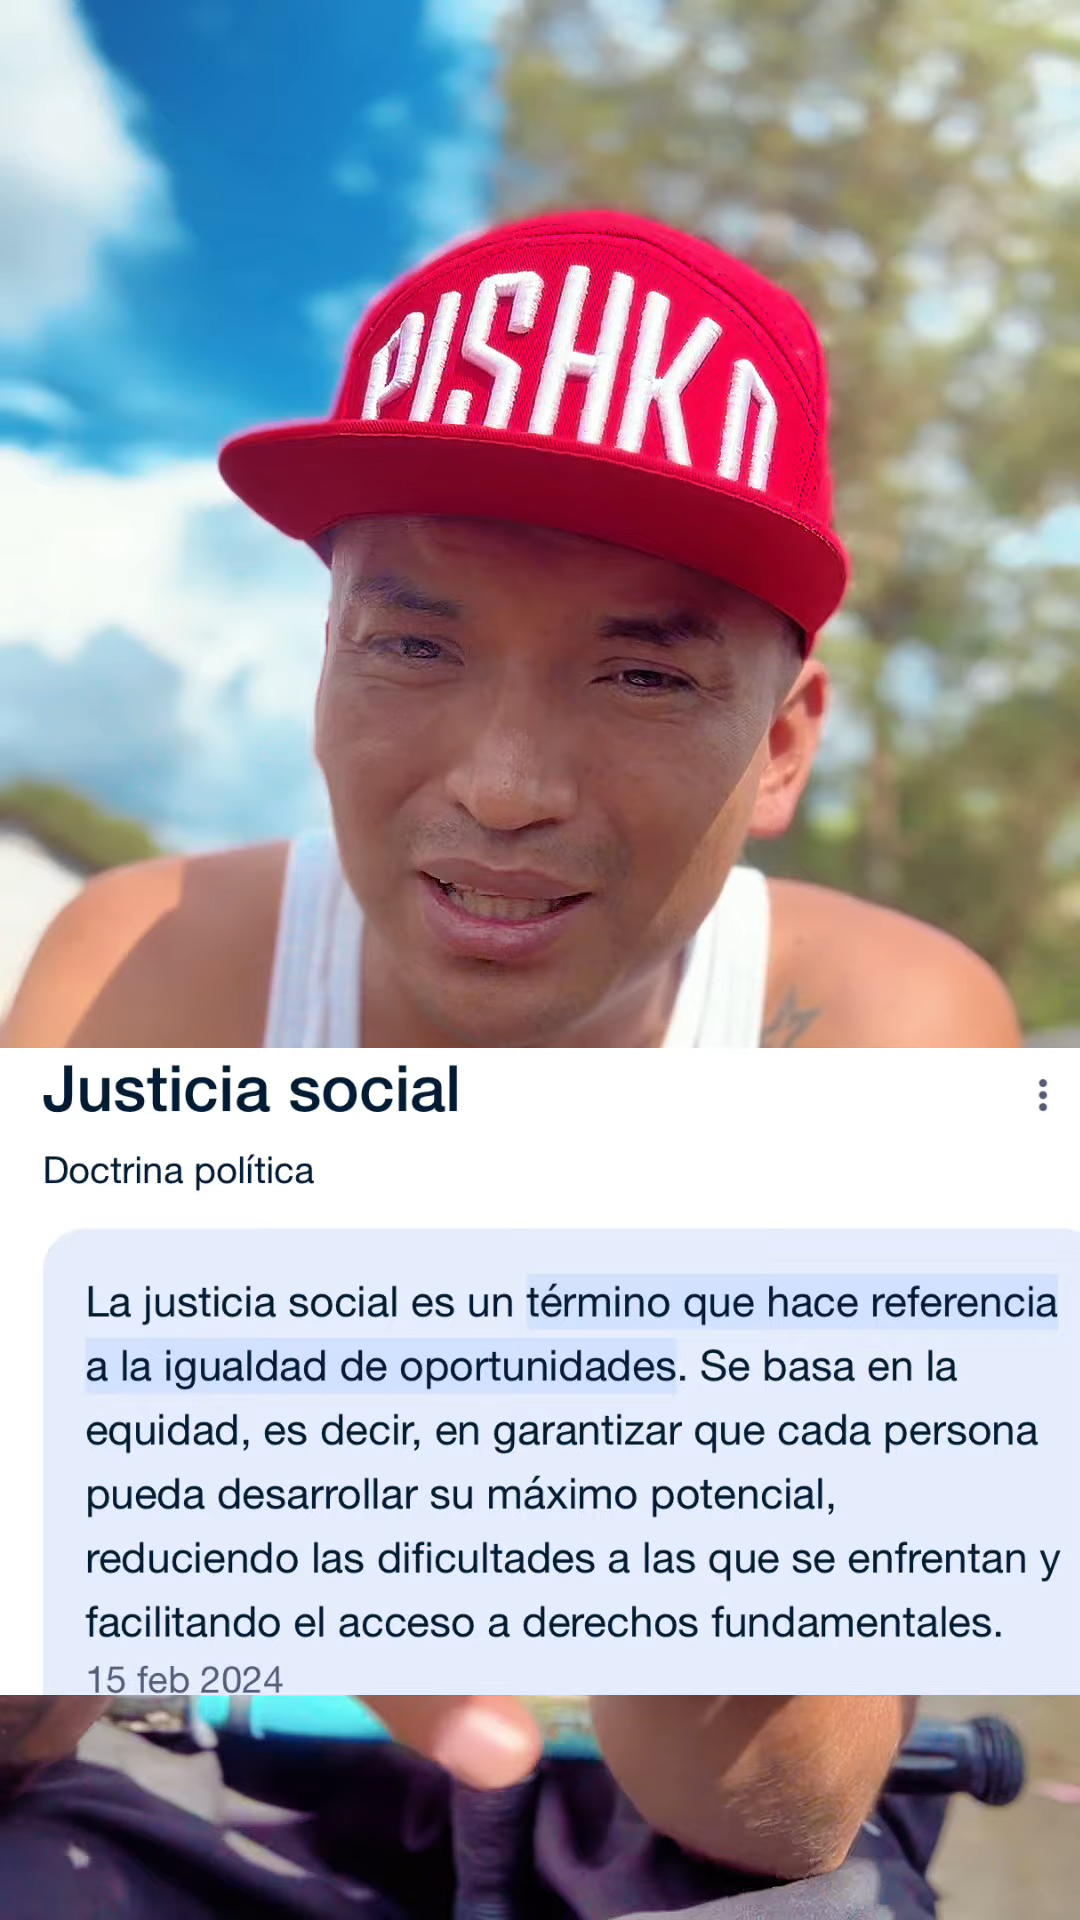 PISHKO
Justicia social
Doctrina política
La justicia social es un término que hace referencia
a la igualdad de oportunidades. Se basa en la
equidad, es decir, en garantizar que cada persona
pueda desarrollar su máximo potencial,
reduciendo las dificultades a las que se enfrentan y
facilitando el acceso a derechos fundamentales.
15 feb 2024